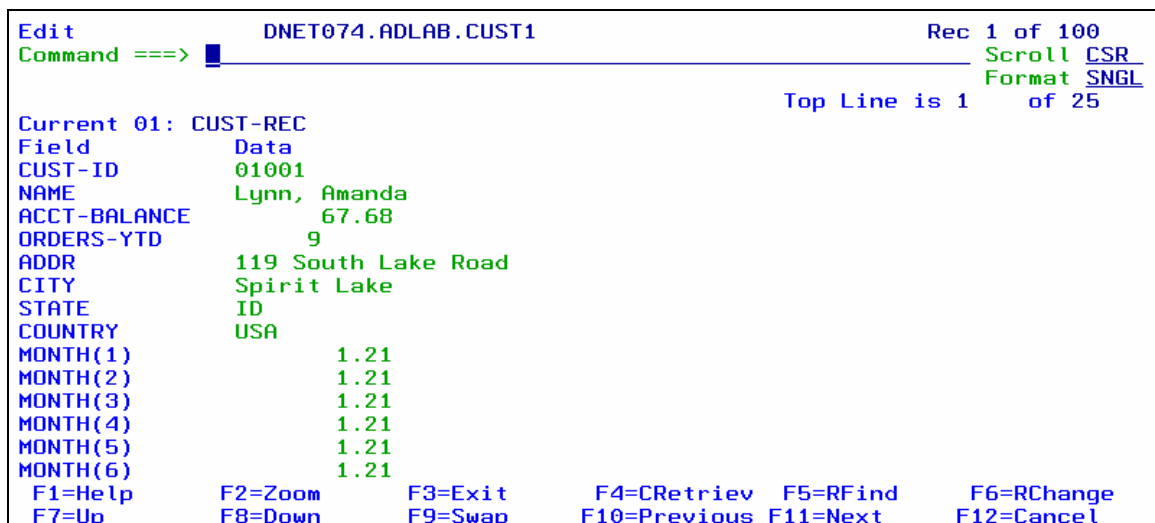 Edit DNET074.ADLAB.CUST1 Rec 1 of 100
Command ===> Scroll CSR
Format SNGL
Top Line is 1 of 25
Current 01: CUST-REC
Field Data
CUST-ID 01001
NAME Lynn, Amanda
ACCT-BALANCE 67.68
ORDERS-YTD 9
ADDR 119 South Lake Road
CITY Spirit Lake
STATE ID
COUNTRY USA
MONTH(1) 1.21
MONTH(2) 1.21
MONTH(3) 1.21
MONTH(4) 1.21
MONTH(5) 1.21
MONTH(6) 1.21
F1=Help F2=Zoom F3=Exit F4=CRetriev F5=RFind F6=RChange
F7=Up F8=Down F9=Swap F10=Previous F11=Next F12=Cancel